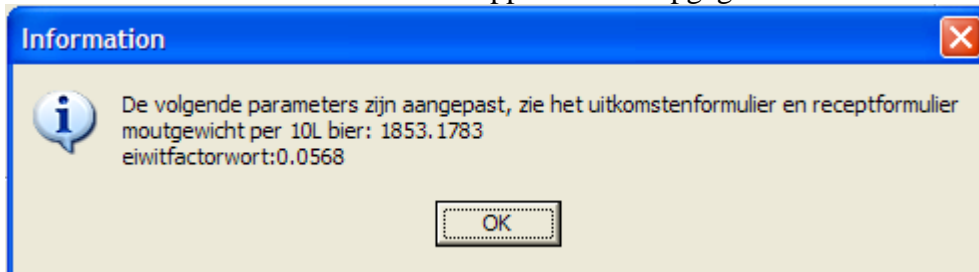 Information
De volgende parameters zijn aangepast, zie het uitkomstenformulier en receptformulier
moutgewicht per 10L bier: 1853.1783
eiwitfactorwort:0.0568
OK